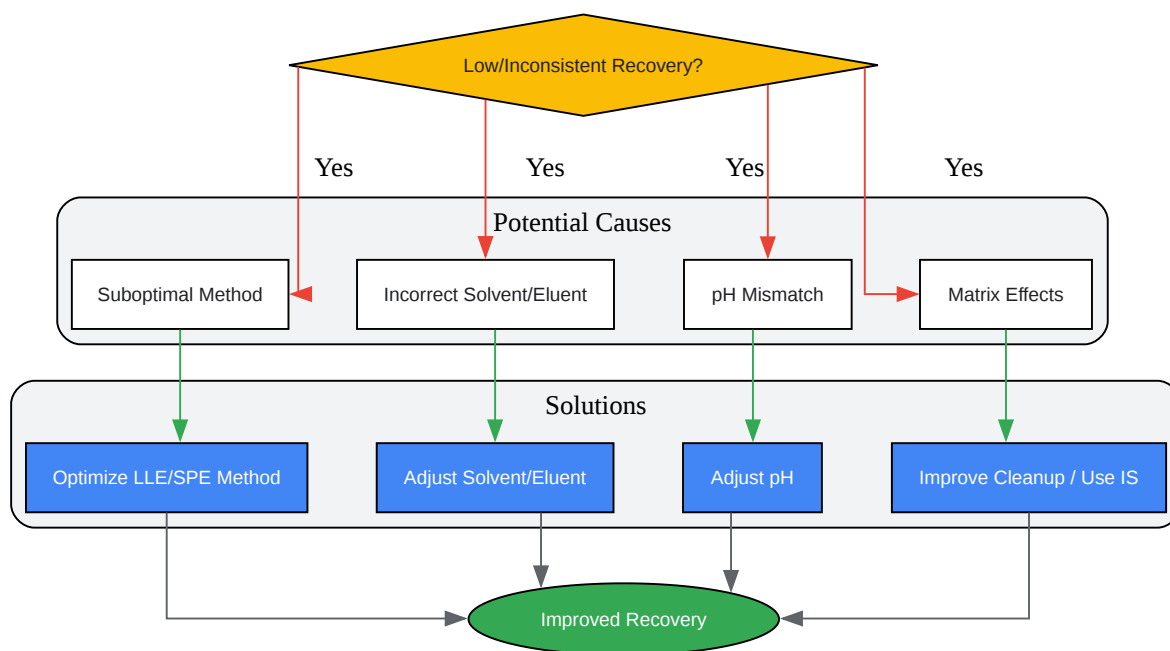 Low/Inconsistent Recovery?
Yes
Yes
Yes
Yes
Potential Causes
Suboptimal Method
Incorrect Solvent/Eluent
pH Mismatch
Matrix Effects
Solutions
Optimize LLE/SPE Method
Adjust Solvent/Eluent
Adjust pH
Improve Cleanup / Use IS
Improved Recovery